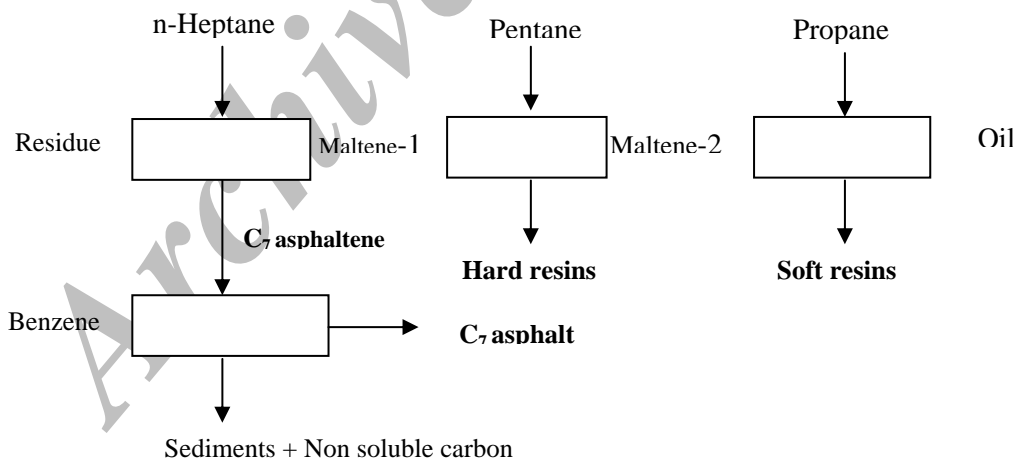 n-Heptane
Pentane
Propane
Residue
Maltene-1
Maltene-2
Oil
C₇ asphaltene
Hard resins
Soft resins
Benzene
C₇ asphalt
Sediments + Non soluble carbon
Archive